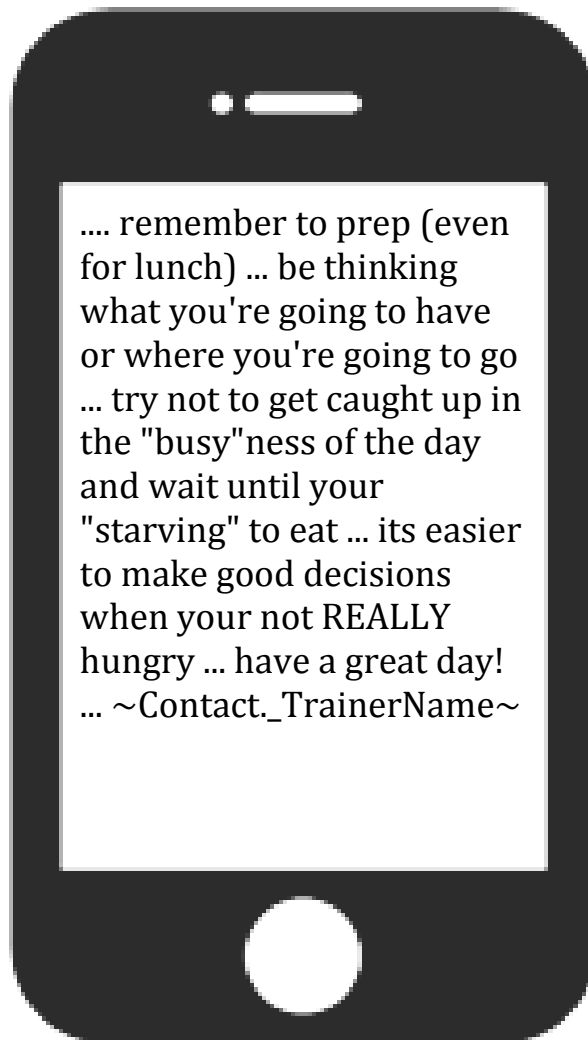 .... remember to prep (even
for lunch) ... be thinking
what you're going to have
or where you're going to go
... try not to get caught up in
the "busy"ness of the day
and wait until your
"starving" to eat ... its easier
to make good decisions
when your not REALLY
hungry ... have a great day!
... ~Contact._TrainerName~